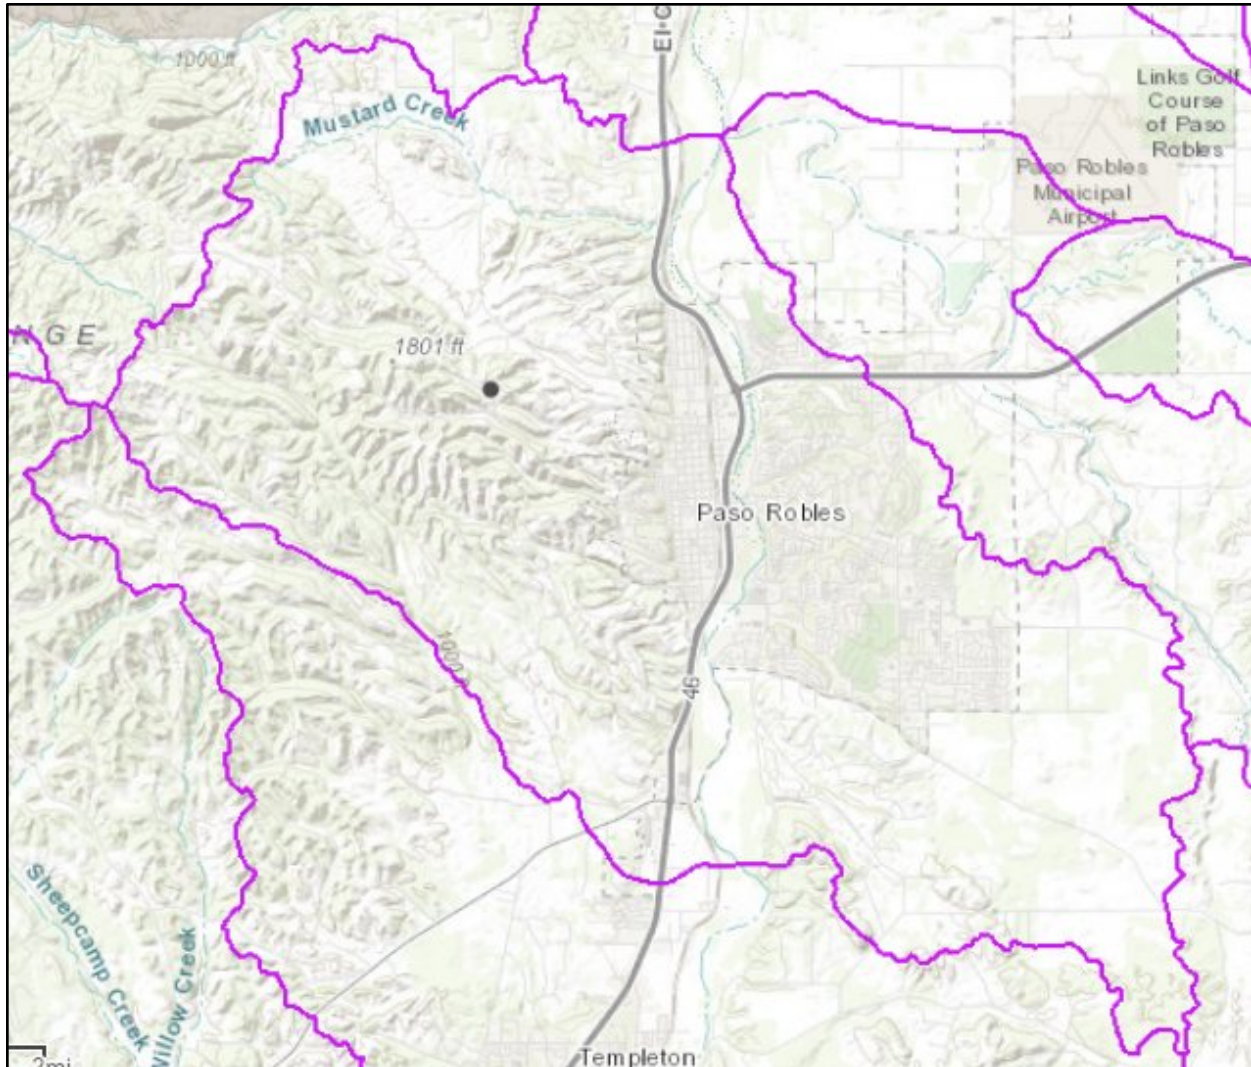 El C
1000 ft
Mustard Creek
Links Golf
Course
of Paso
Robles
Paso Robles
Municipal
Airport
NGE
1801 ft
Paso Robles
1000 ft
46
Sheepcamp Creek
Willow Creek
Templeton
2mi